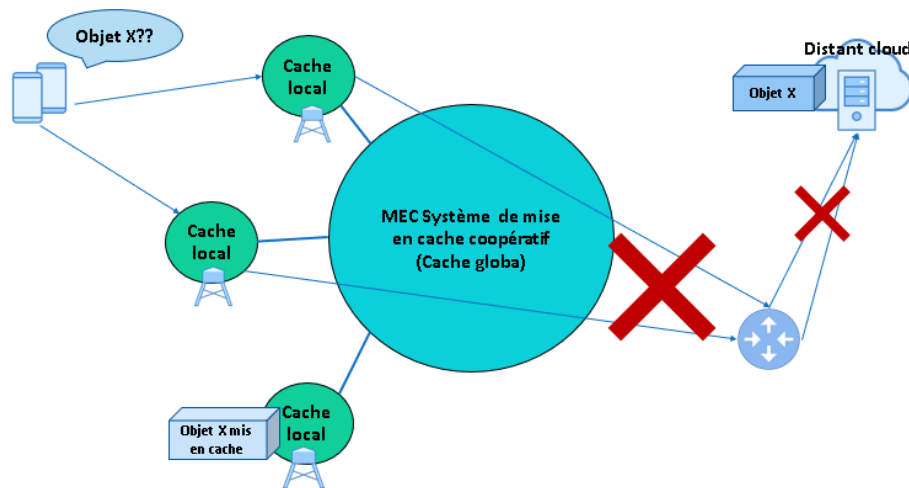 Objet X??
Cache
local
Distant cloud
Objet X
MEC Système de mise
en cache coopératif
(Cache globa)
Cache
local
Cache
local
Objet X mis
en cache